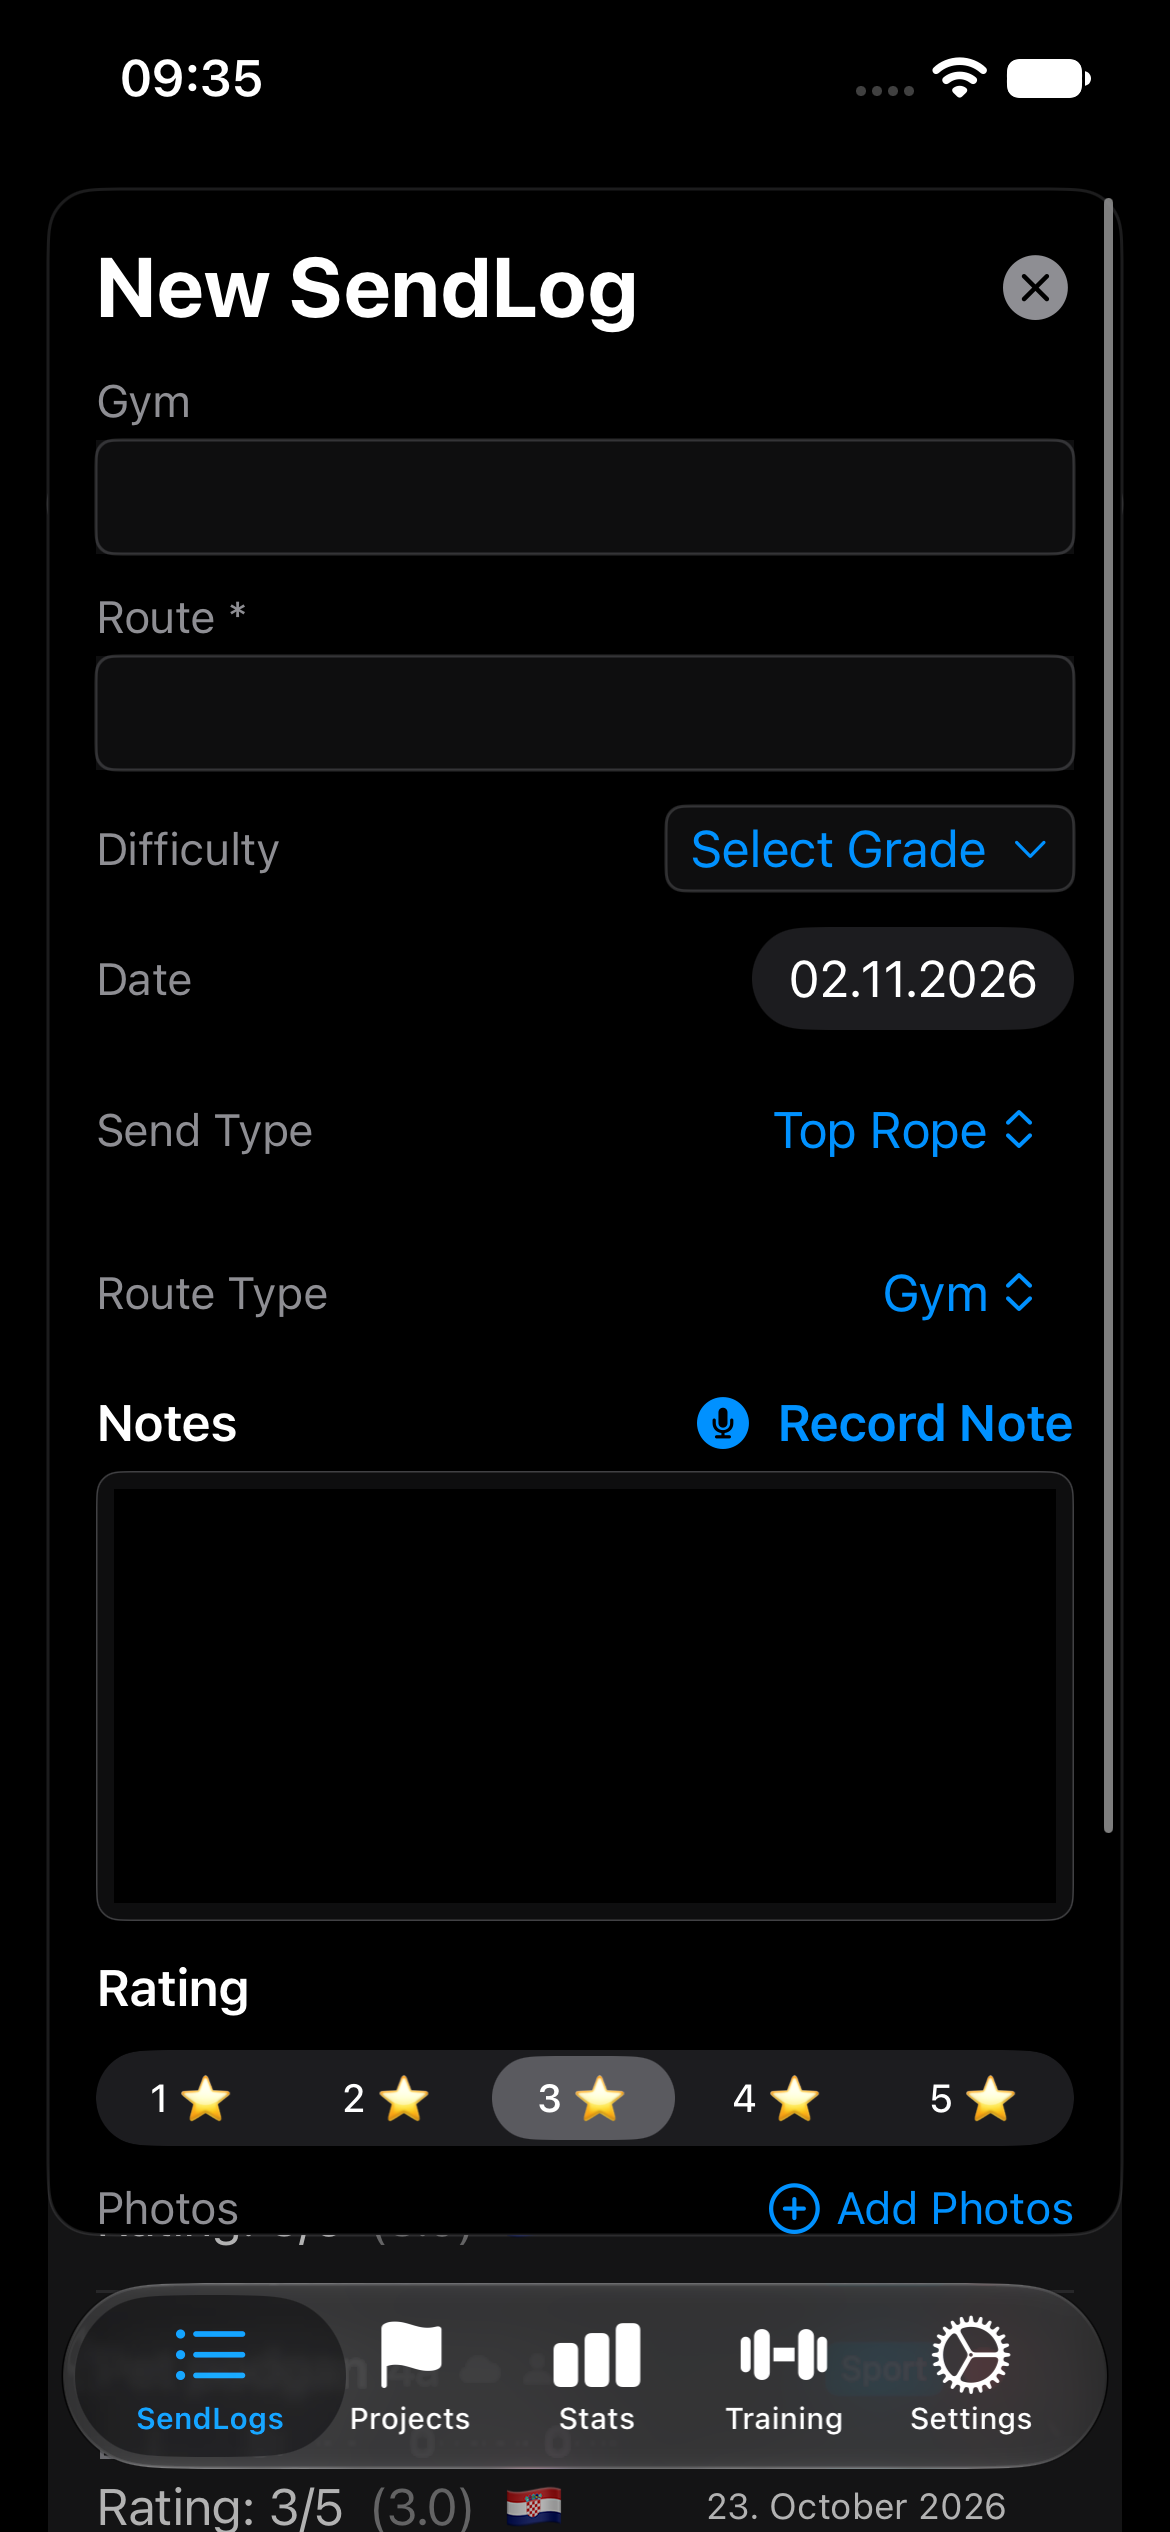 09:35
New SendLog
Gym
Route *
Difficulty
Select Grade
Date
02.11.2026
Send Type
Top Rope
Route Type
Gym
Notes
Record Note
Rating
1⭐ 2⭐ 3⭐ 4⭐ 5⭐
Photos
Add Photos
Sport
SendLogs
Projects
Stats
Training
Settings
Rating: 3/5 (3.0)
23. October 2026